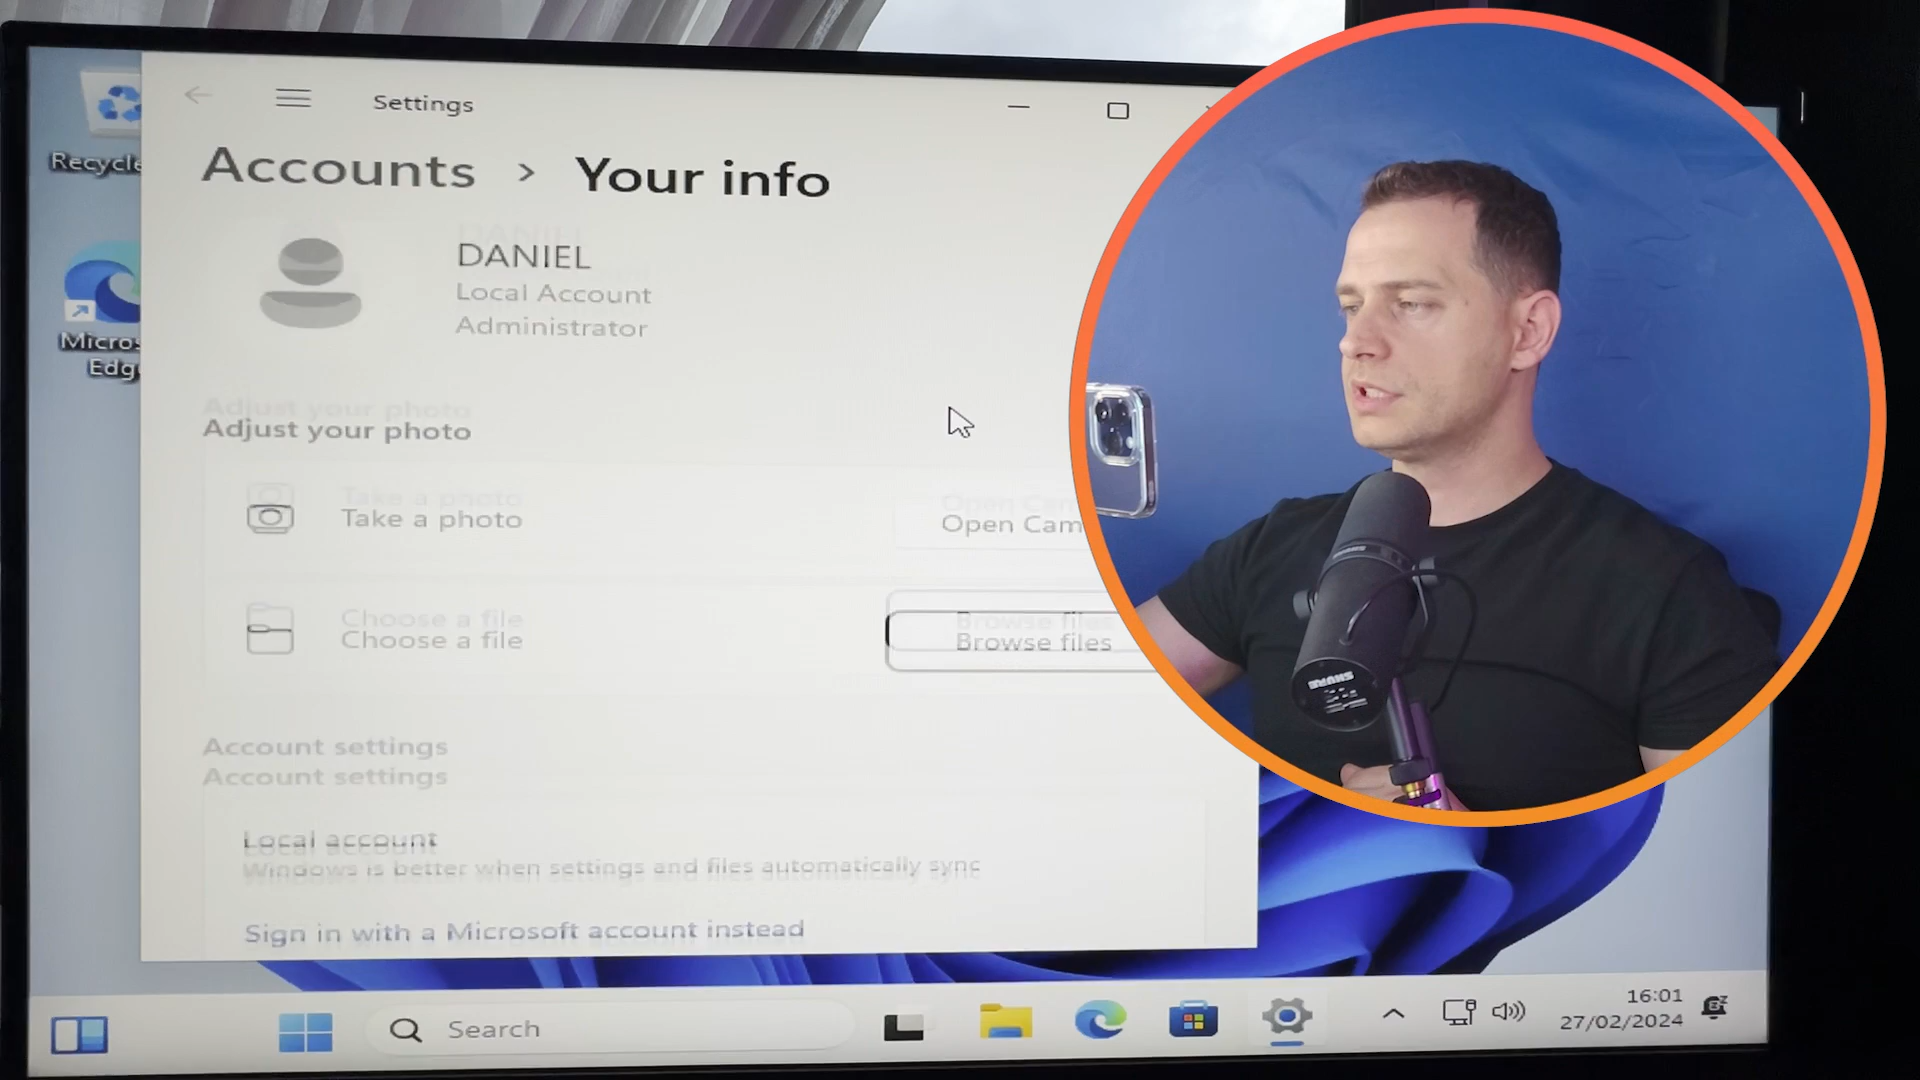 Settings
Accounts > Your info
DANIEL
Local Account
Administrator
Adjust your photo
Take a photo
Open Cam
Choose a file
Browse files
Account settings
Local account
Windows is better when settings and files automatically sync
Sign in with a Microsoft account instead
Recycle
Micros
Edg
Search
16:01
27/02/2024
SHURE